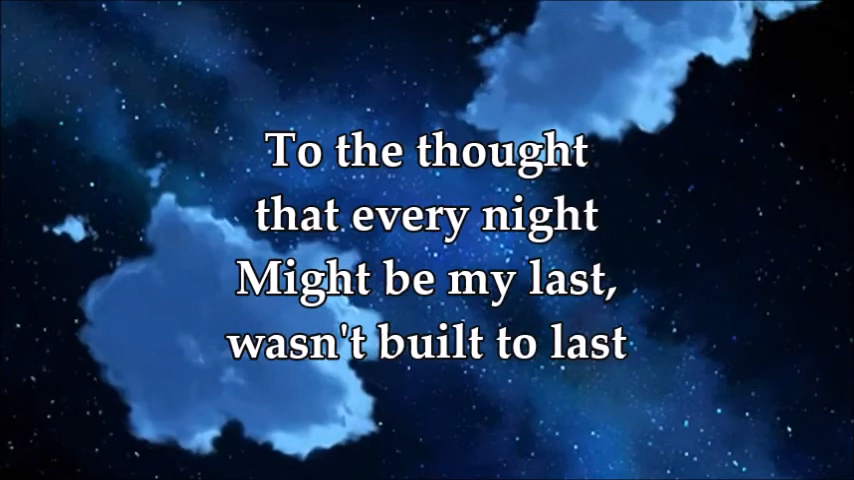 To the thought
that every night
Might be my last,
wasn't built to last